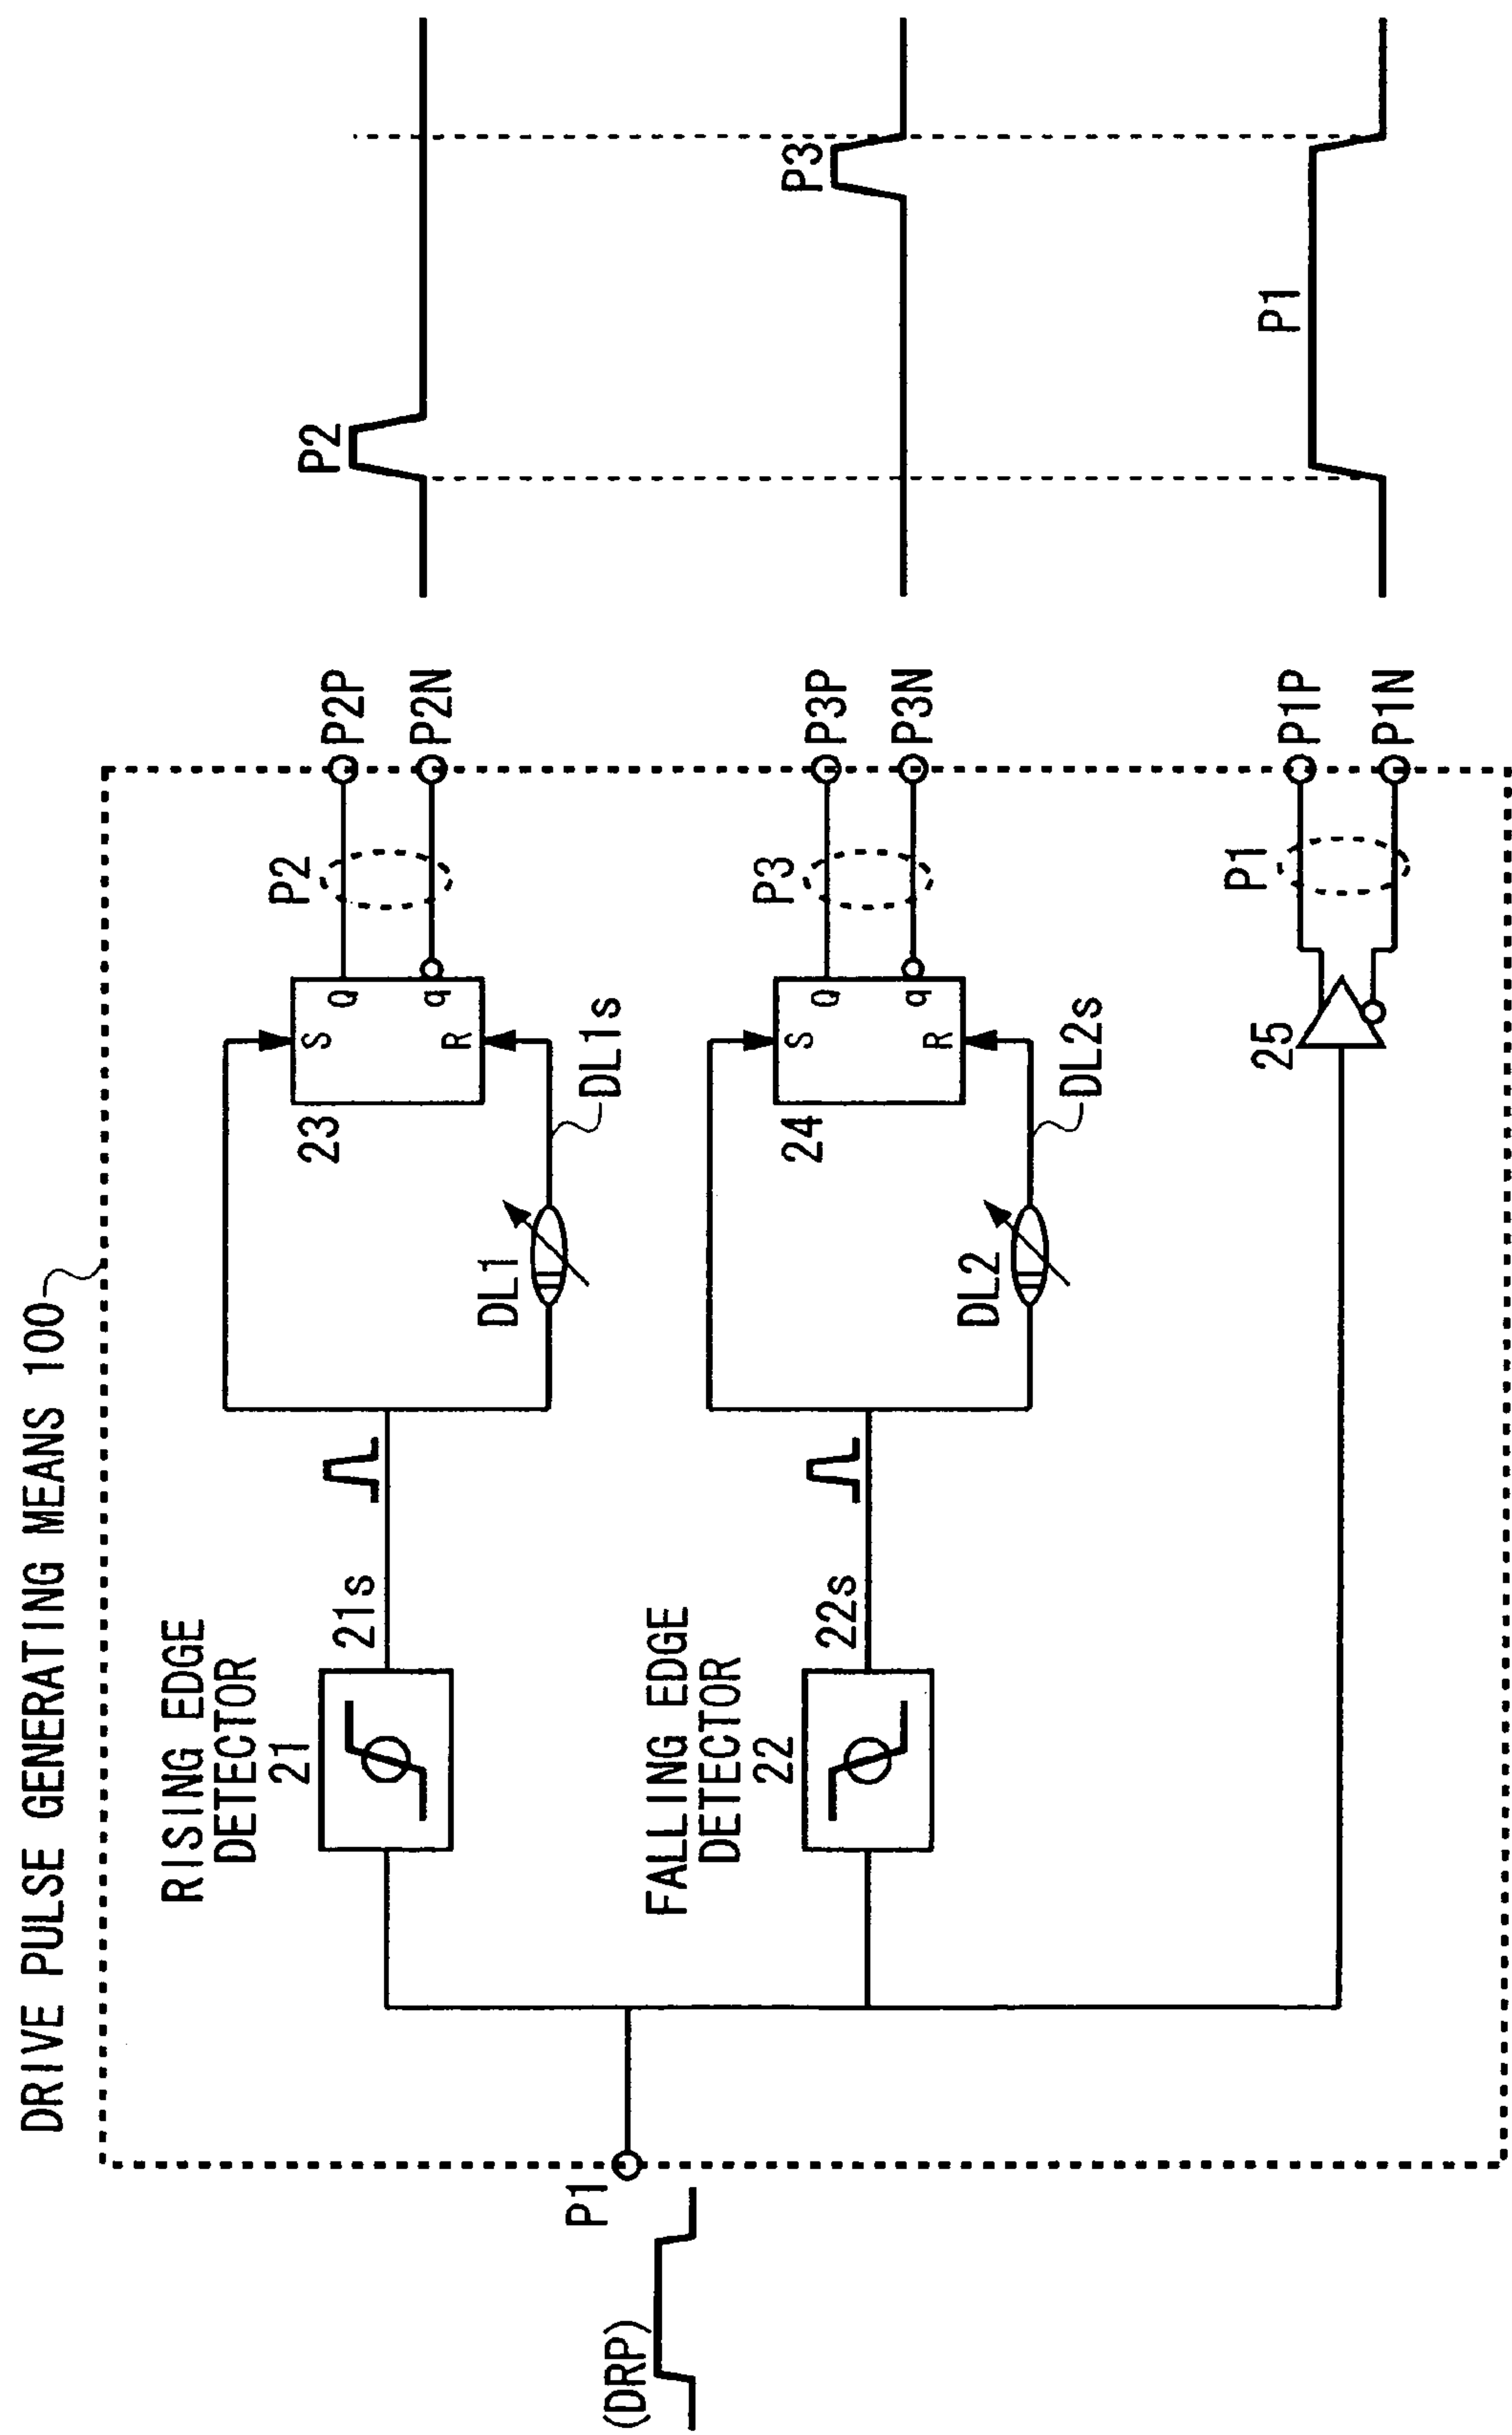 DRIVE PULSE GENERATING MEANS 100
(DRP)
P1
RISING EDGE
DETECTOR
21
21s
DL1
DL1s
23
S
R
Q
q
P2
P2P
P2N
P2
FALLING EDGE
DETECTOR
22
22s
DL2
DL2s
24
S
R
Q
q
P3
P3P
P3N
P3
25
P1
P1P
P1N
P1